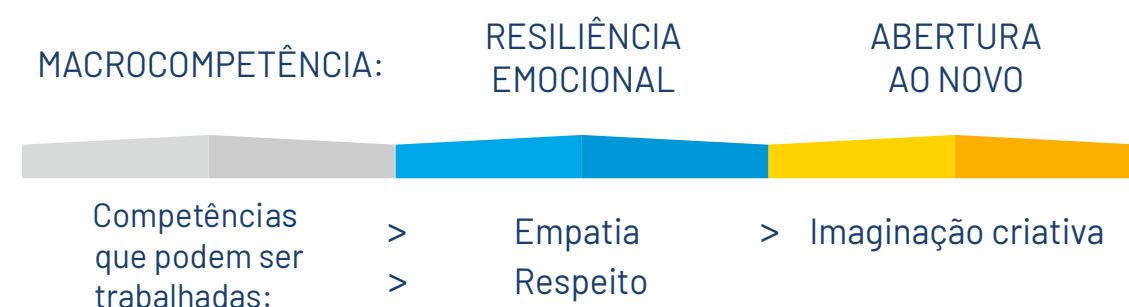 MACROCOMPETÊNCIA:
RESILIÊNCIA
EMOCIONAL
ABERTURA
AO NOVO
Competências
que podem ser
trabalhadas:
> Empatia
> Respeito
> Imaginação criativa